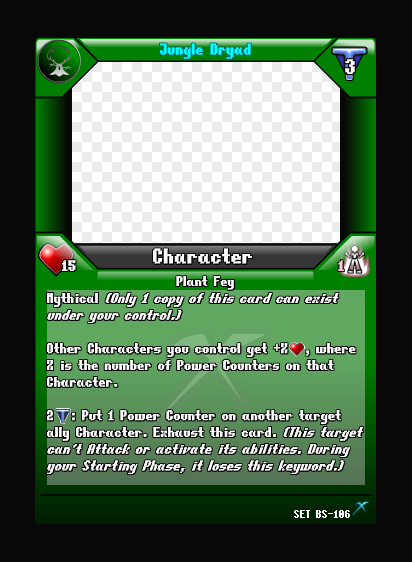 Jungle Dryad
3
15
Character
1
Plant Fey
Mythical (Only 1 copy of this card can exist
under your control.)
Other Characters you control get +X, where
X is the number of Power Counters on that
Character.
2: Put 1 Power Counter on another target
ally Character. Exhaust this card. (This target
can't Attack or activate its abilities. During
your Starting Phase, it loses this keyword.)
SET BS-106